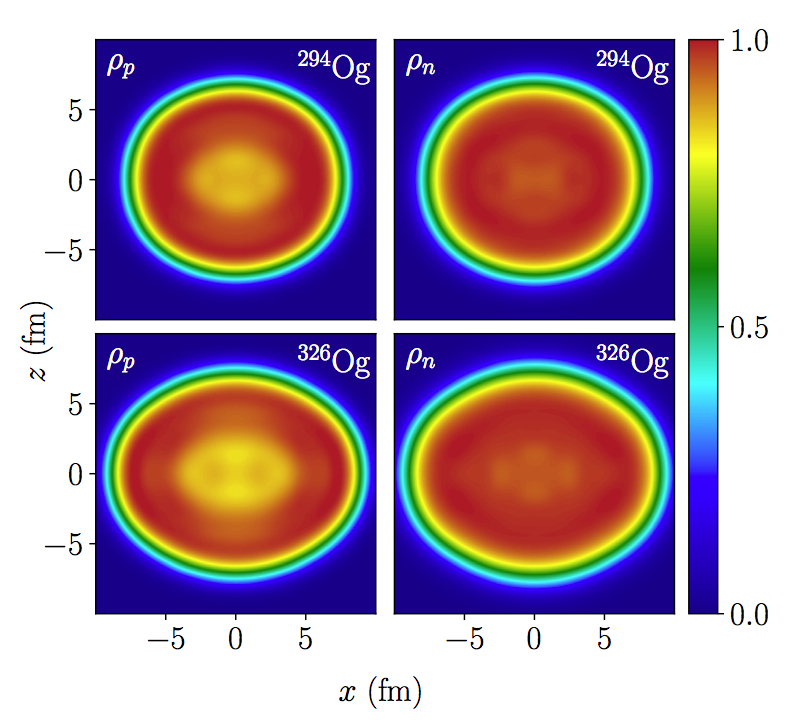 ρp ²⁹⁴Og
ρn ²⁹⁴Og
1.0
5
0
−5
0.5
z (fm)
ρp ³²⁶Og
ρn ³²⁶Og
5
0
−5
0.0
−5 0 5
−5 0 5
x (fm)